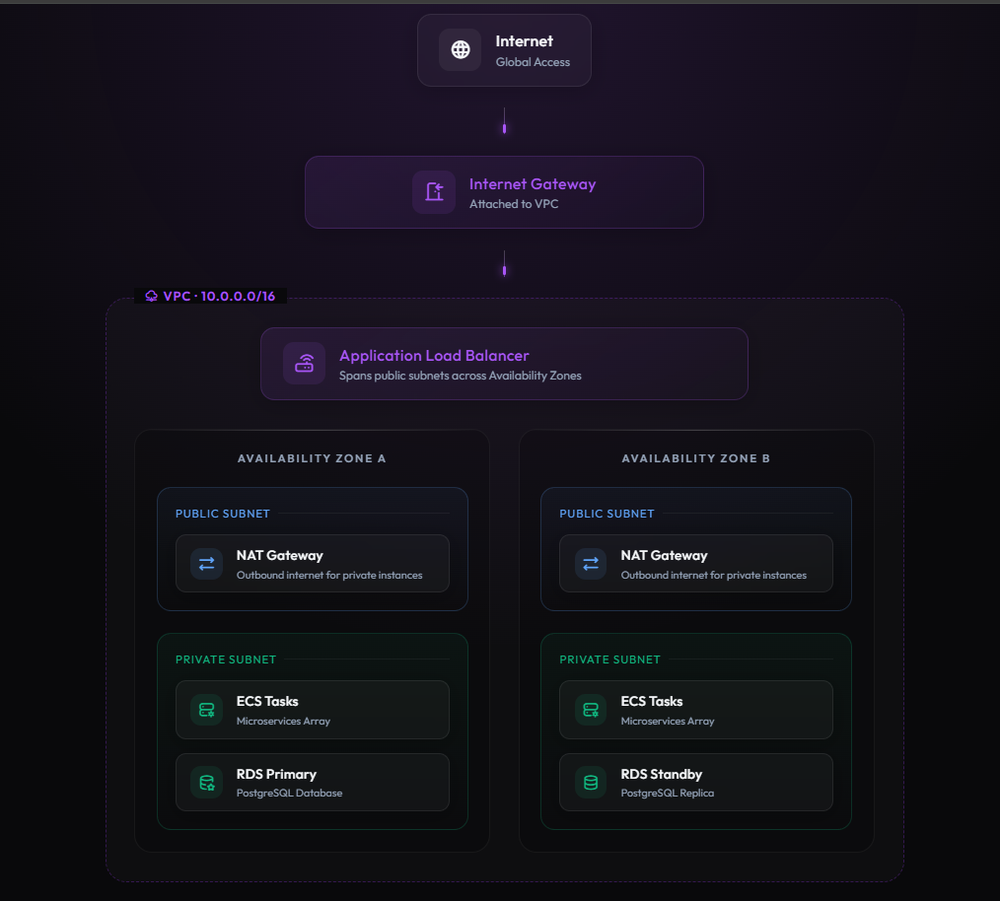 Internet
Global Access
Internet Gateway
Attached to VPC
VPC · 10.0.0.0/16
Application Load Balancer
Spans public subnets across Availability Zones
AVAILABILITY ZONE A
PUBLIC SUBNET
NAT Gateway
Outbound internet for private instances
PRIVATE SUBNET
ECS Tasks
Microservices Array
RDS Primary
PostgreSQL Database
AVAILABILITY ZONE B
PUBLIC SUBNET
NAT Gateway
Outbound internet for private instances
PRIVATE SUBNET
ECS Tasks
Microservices Array
RDS Standby
PostgreSQL Replica